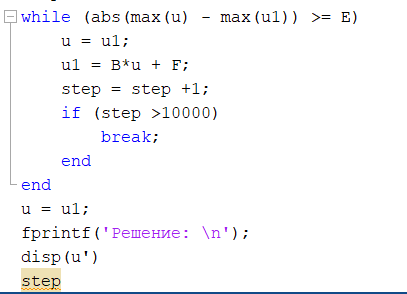 while (abs(max(u) - max(u1)) >= E)
u = u1;
u1 = B*u + F;
step = step +1;
if (step >10000)
break;
end
end
u = u1;
fprintf('Решение: \n');
disp(u')
step